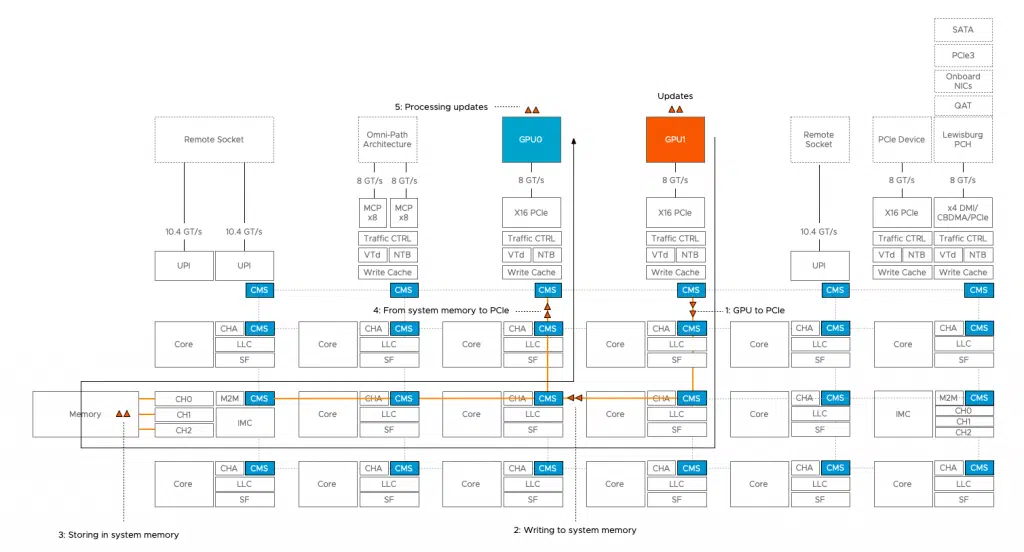 SATA
PCIe3
Onboard
NICs
QAT
5: Processing updates
Updates
Remote Socket
Omni-Path
Architecture
GPU0
GPU1
Remote
Socket
PCIe Device
Lewisburg
PCH
8 GT/s 8 GT/s 8 GT/s 8 GT/s 8 GT/s 8 GT/s
MCP
x8
MCP
x8
X16 PCIe
X16 PCIe
X16 PCIe
x4 DMI/
CBDMA/PCIe
10.4 GT/s 10.4 GT/s 10.4 GT/s
Traffic CTRL Traffic CTRL Traffic CTRL Traffic CTRL Traffic CTRL
VTd NTB VTd NTB VTd NTB VTd NTB VTd NTB
UPI UPI UPI
Write Cache Write Cache Write Cache Write Cache Write Cache
CMS CMS CMS CMS CMS CMS
4: From system memory to PCIe
1: GPU to PCIe
CHA CMS CHA CMS CHA CMS CHA CMS CHA CMS CHA CMS
Core LLC Core LLC Core LLC Core LLC Core LLC Core LLC
SF SF SF SF SF SF
Memory
CH0
CH1
CH2
M2M CMS
IMC
CHA CMS CHA CMS CHA CMS CHA CMS
Core LLC Core LLC Core LLC Core LLC
SF SF SF SF
IMC
M2M CMS
CH0
CH1
CH2
CHA CMS CHA CMS CHA CMS CHA CMS CHA CMS CHA CMS
Core LLC Core LLC Core LLC Core LLC Core LLC Core LLC
SF SF SF SF SF SF
3: Storing in system memory
2: Writing to system memory